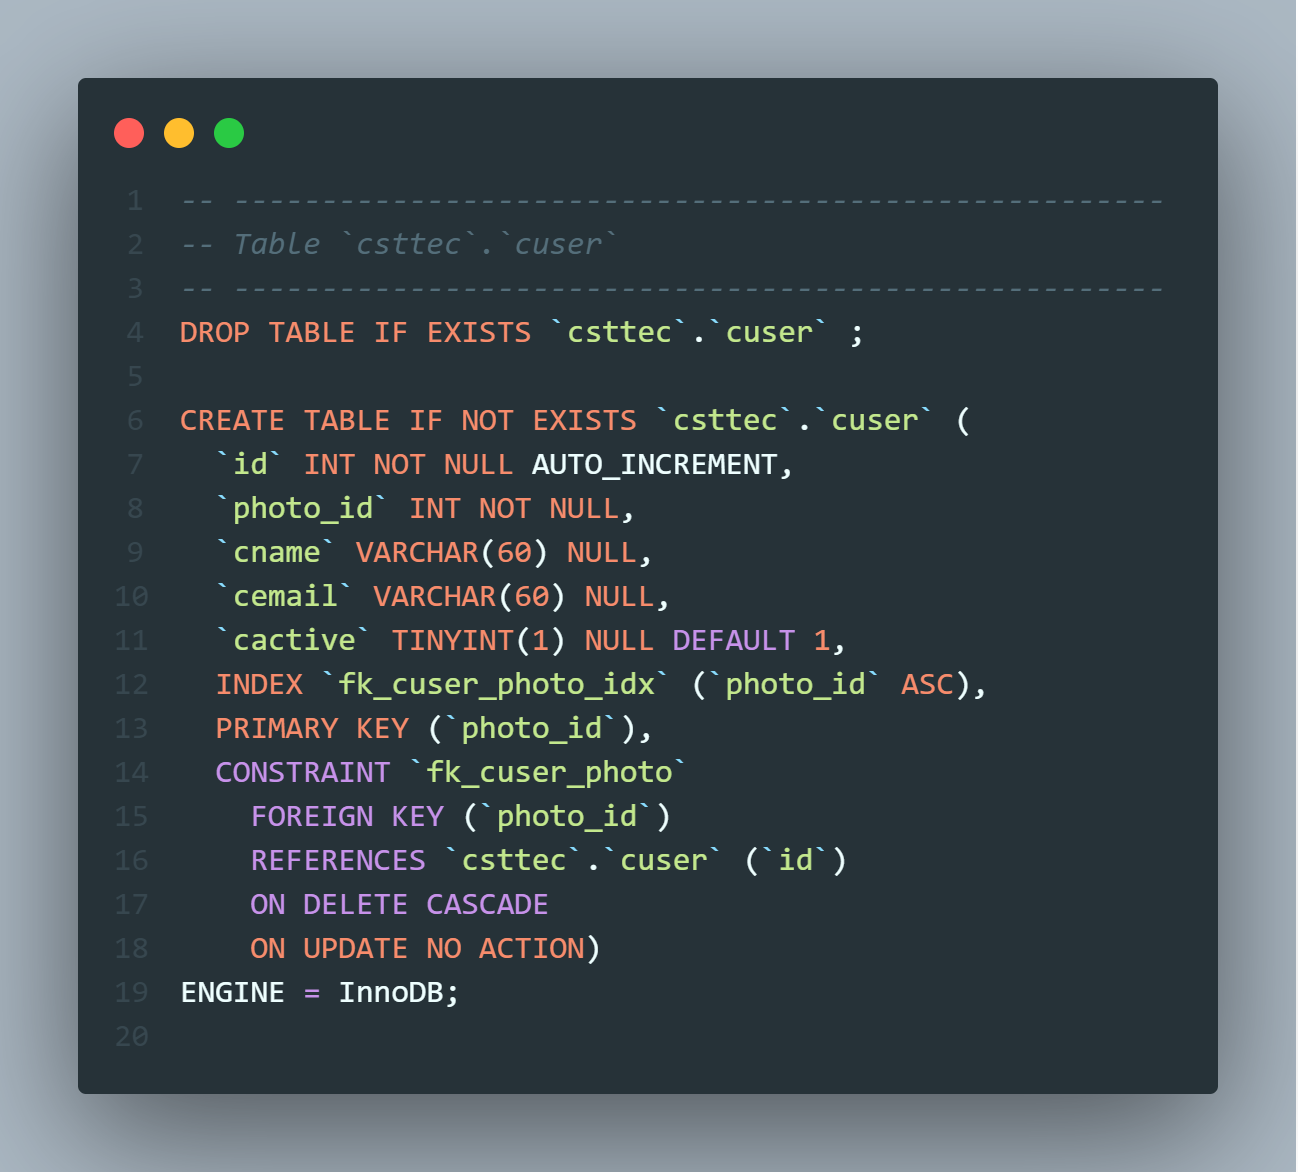 1 -- -----------------------------------------------------
2 -- Table `csttec`.`cuser`
3 -- -----------------------------------------------------
4 DROP TABLE IF EXISTS `csttec`.`cuser` ;
5
6 CREATE TABLE IF NOT EXISTS `csttec`.`cuser` (
7   `id` INT NOT NULL AUTO_INCREMENT,
8   `photo_id` INT NOT NULL,
9   `cname` VARCHAR(60) NULL,
10   `cemail` VARCHAR(60) NULL,
11   `cactive` TINYINT(1) NULL DEFAULT 1,
12   INDEX `fk_cuser_photo_idx` (`photo_id` ASC),
13   PRIMARY KEY (`photo_id`),
14   CONSTRAINT `fk_cuser_photo`
15     FOREIGN KEY (`photo_id`)
16     REFERENCES `csttec`.`cuser` (`id`)
17     ON DELETE CASCADE
18     ON UPDATE NO ACTION)
19 ENGINE = InnoDB;
20